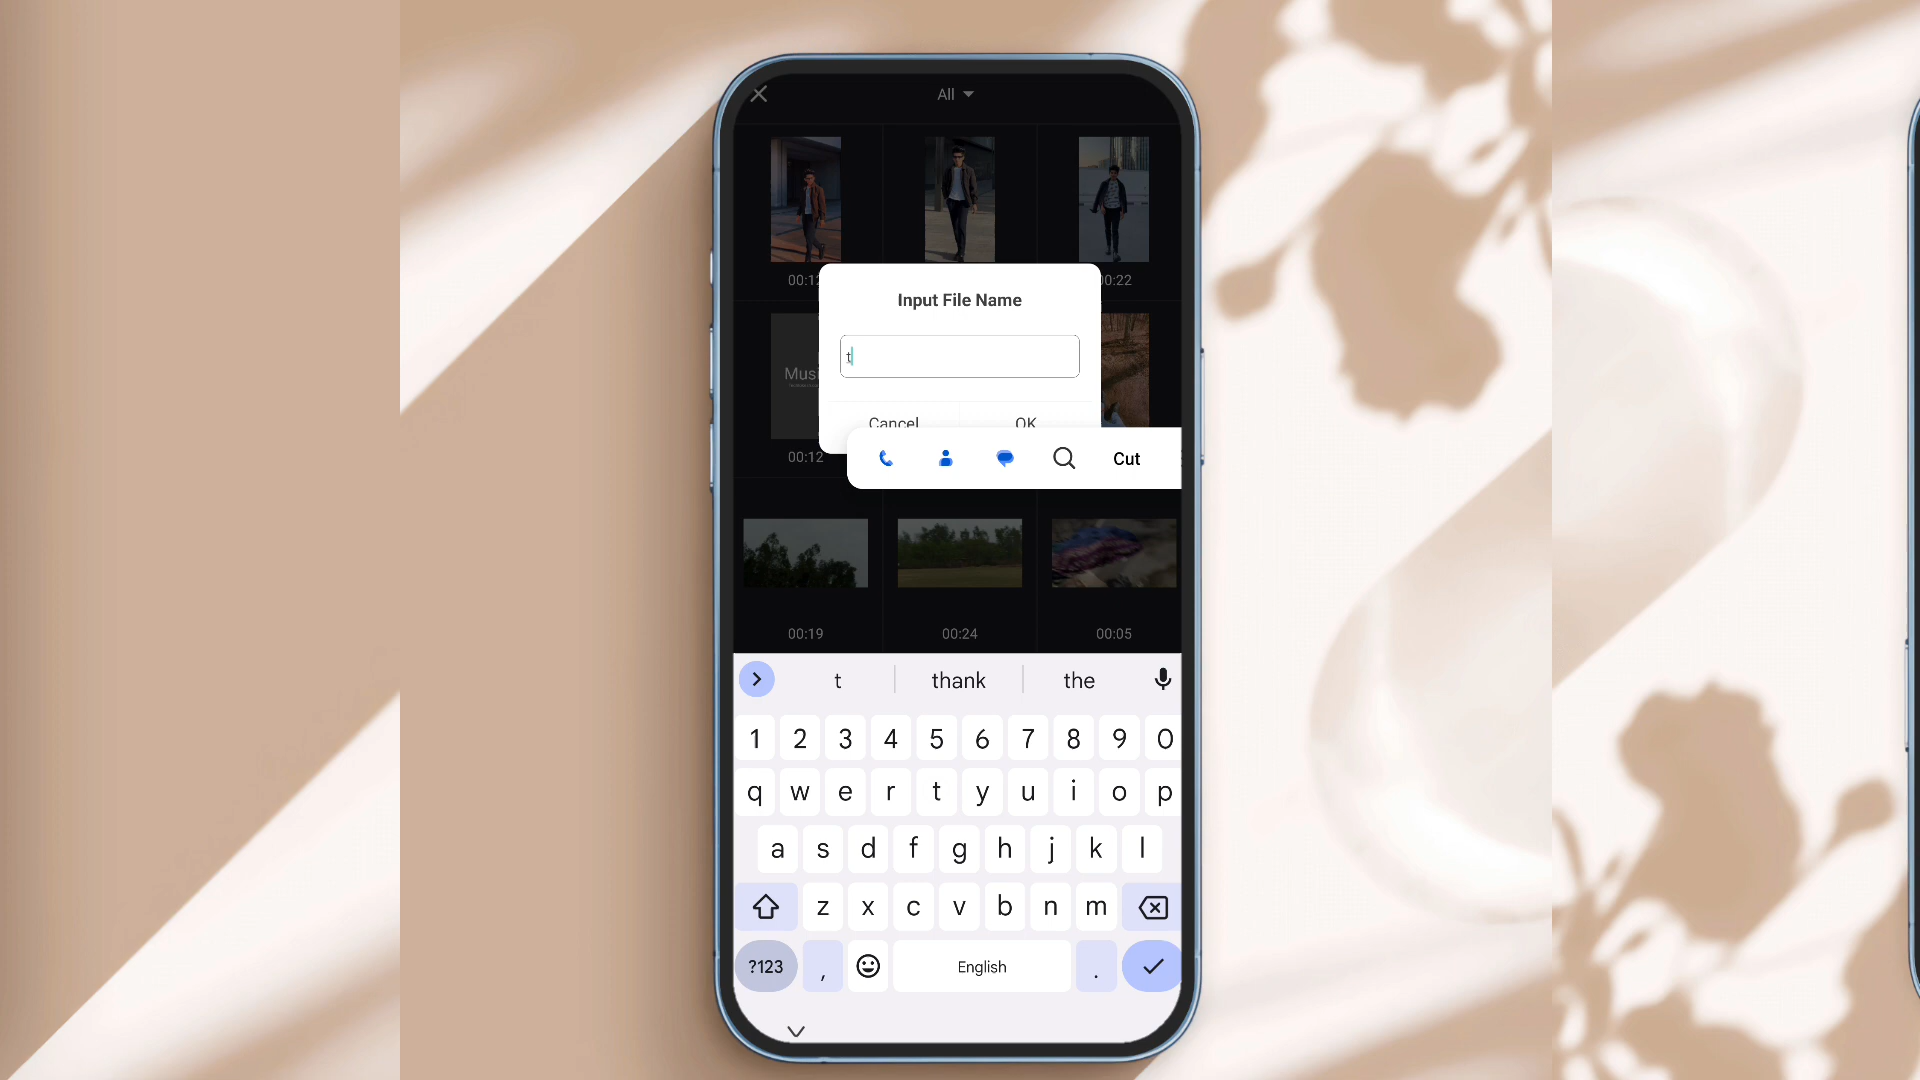 All
00:12
00:22
Input File Name
t
Musi
Cancel
OK
00:12
Cut
00:19
00:24
00:05
t
thank
the
1 2 3 4 5 6 7 8 9 0
q w e r t y u i o p
a s d f g h j k l
z x c v b n m
?123
,
English
.